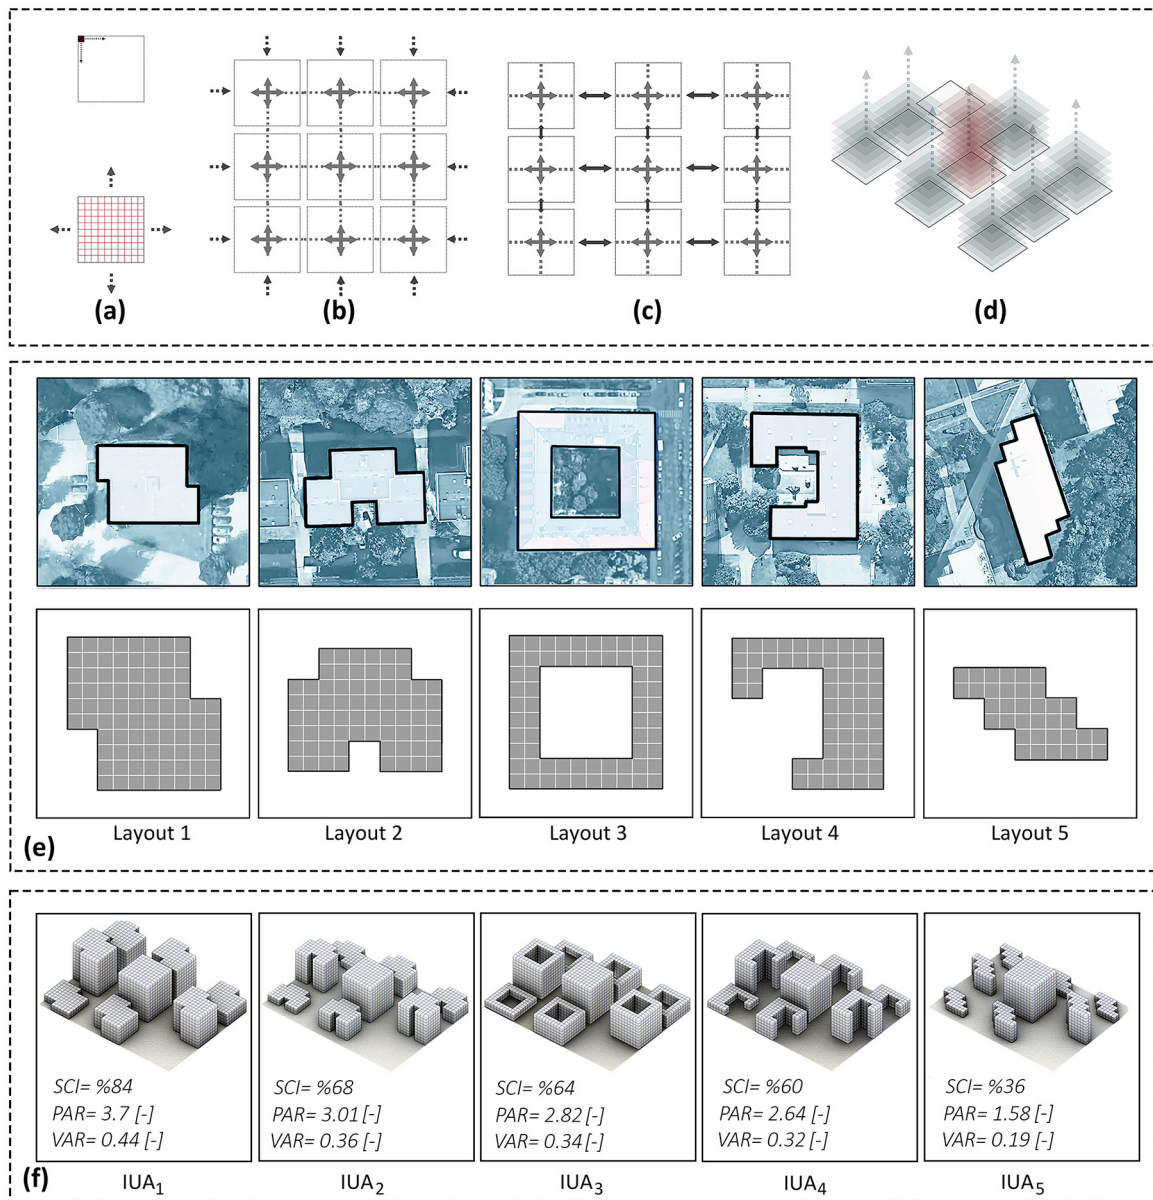 (a)
(b)
(c)
(d)
Layout 1
Layout 2
Layout 3
Layout 4
Layout 5
(e)
SCI= %84
PAR= 3.7 [-]
VAR= 0.44 [-]
IUA1
SCI= %68
PAR= 3.01 [-]
VAR= 0.36 [-]
IUA2
SCI= %64
PAR= 2.82 [-]
VAR= 0.34 [-]
IUA3
SCI= %60
PAR= 2.64 [-]
VAR= 0.32 [-]
IUA4
SCI= %36
PAR= 1.58 [-]
VAR= 0.19 [-]
IUA5
(f)